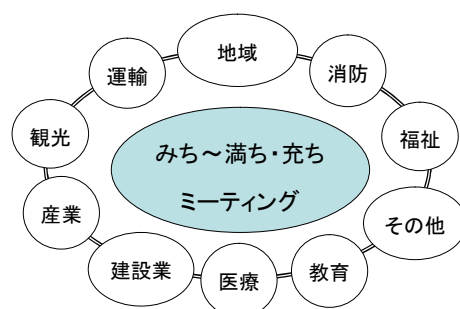 地域
運輸
消防
観光
福祉
みち～満ち・充ち
ミーティング
産業
その他
建設業
医療
教育